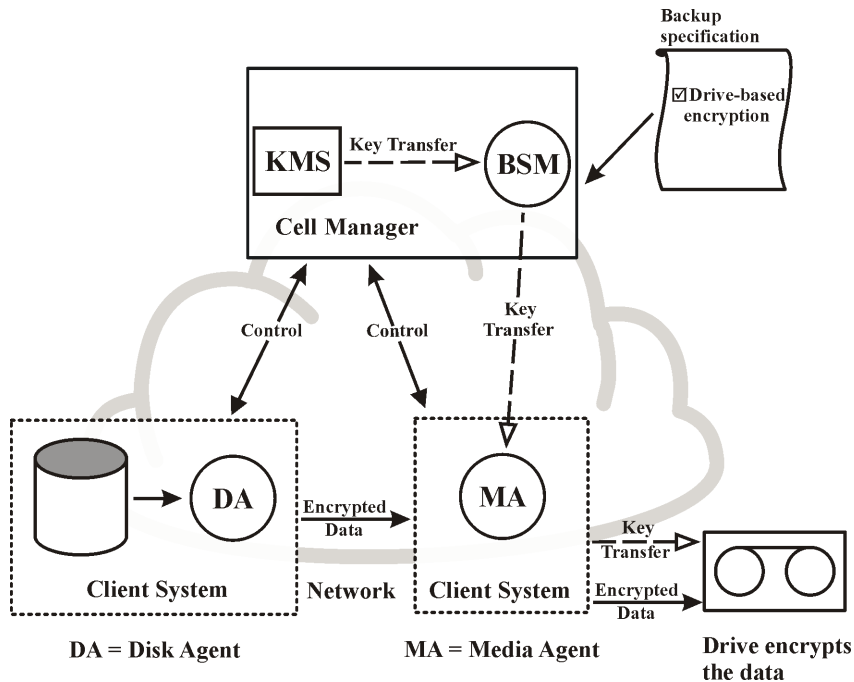 Backup
specification
☑ Drive-based
encryption
KMS
Key Transfer
BSM
Cell Manager
Control
Control
Key
Transfer
DA
Encrypted
Data
MA
Key
Transfer
Client System
Network
Client System
Encrypted
Data
DA = Disk Agent
MA = Media Agent
Drive encrypts
the data